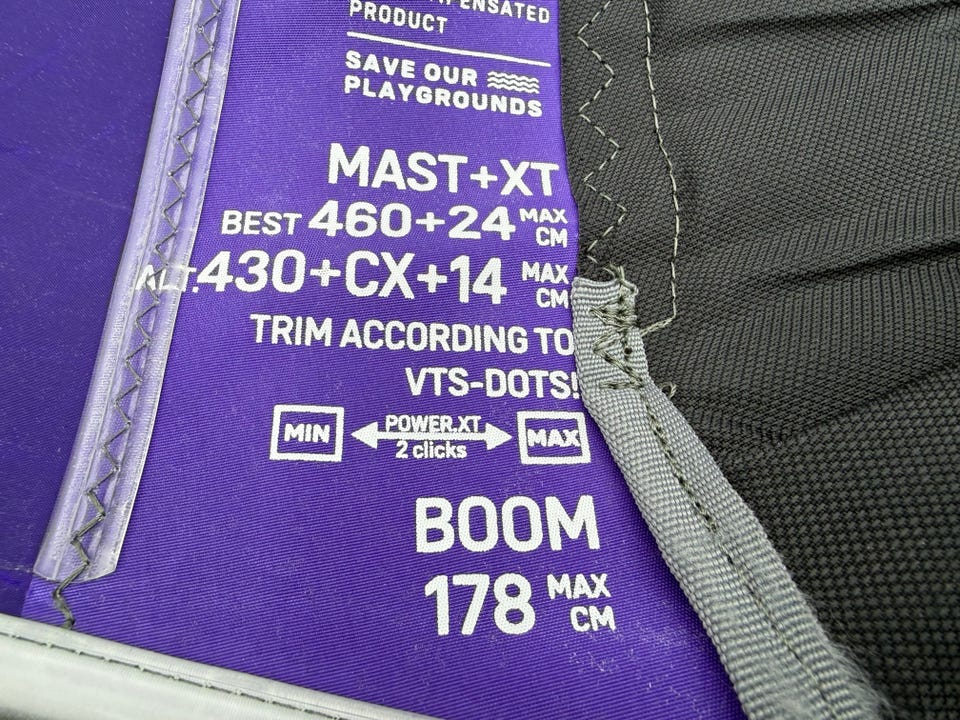 PRODUCT
SAVE OUR
PLAYGROUNDS
MAST+XT
BEST 460+24 MAX CM
ALT. 430+CX+14 MAX CM
TRIM ACCORDING TO
VTS-DOTS!
MIN POWER.XT 2 clicks MAX
BOOM
178 MAX CM